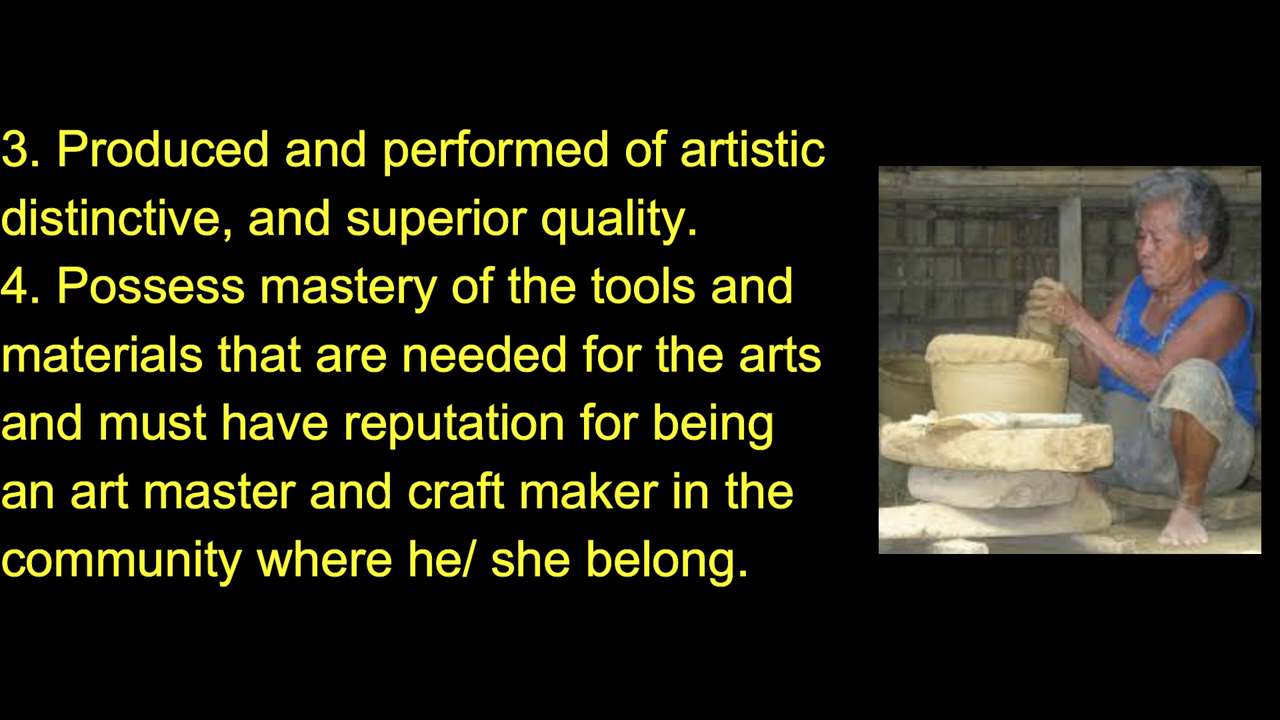 3. Produced and performed of artistic
distinctive, and superior quality.
4. Possess mastery of the tools and
materials that are needed for the arts
and must have reputation for being
an art master and craft maker in the
community where he/ she belong.